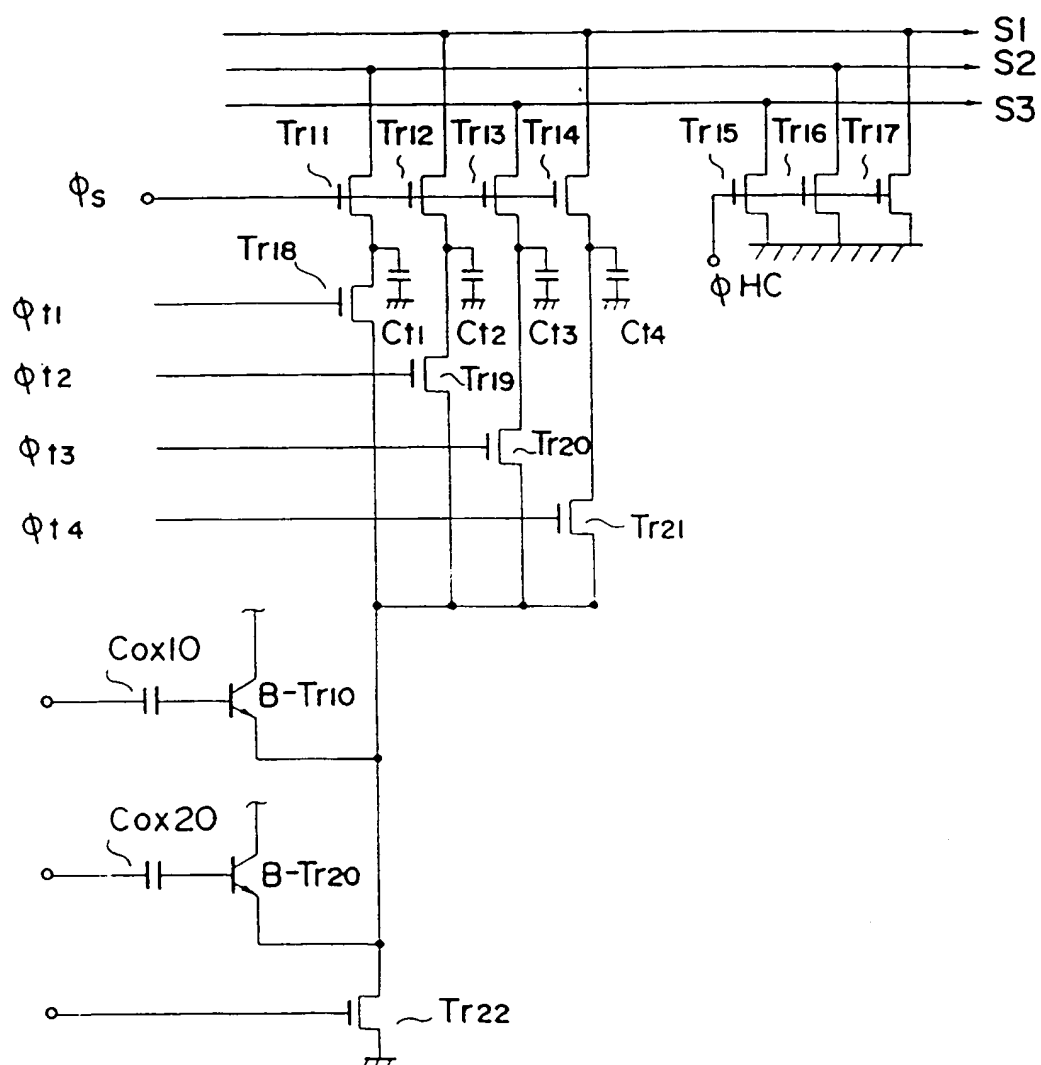 S1
S2
S3
Tr11 Tr12 Tr13 Tr14 Tr15 Tr16 Tr17
ϕs
Tr18
ϕHC
ϕt1
Ct1 Ct2 Ct3 Ct4
ϕt2
Tr19
ϕt3
Tr20
ϕt4
Tr21
Cox10
B-Tr10
Cox20
B-Tr20
Tr22